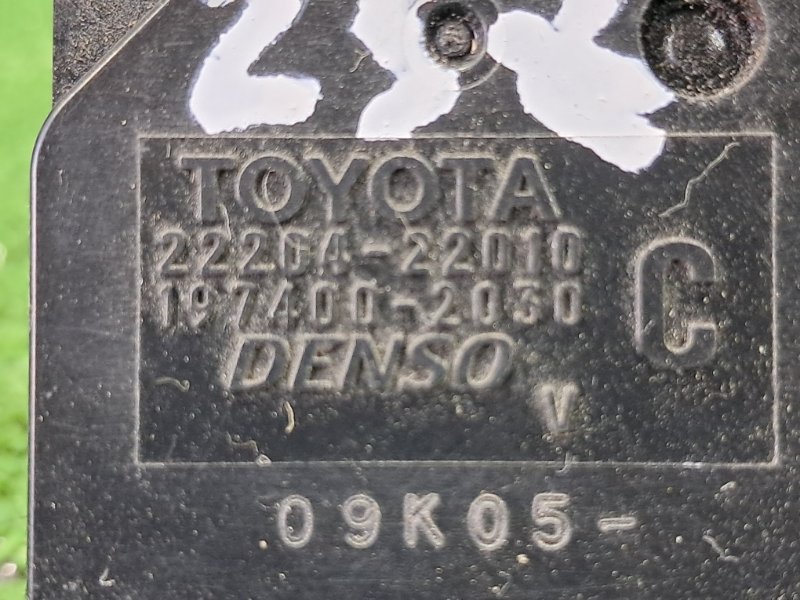 TOYOTA
22204-22010
197400-2030
C
DENSO
V
09K05-